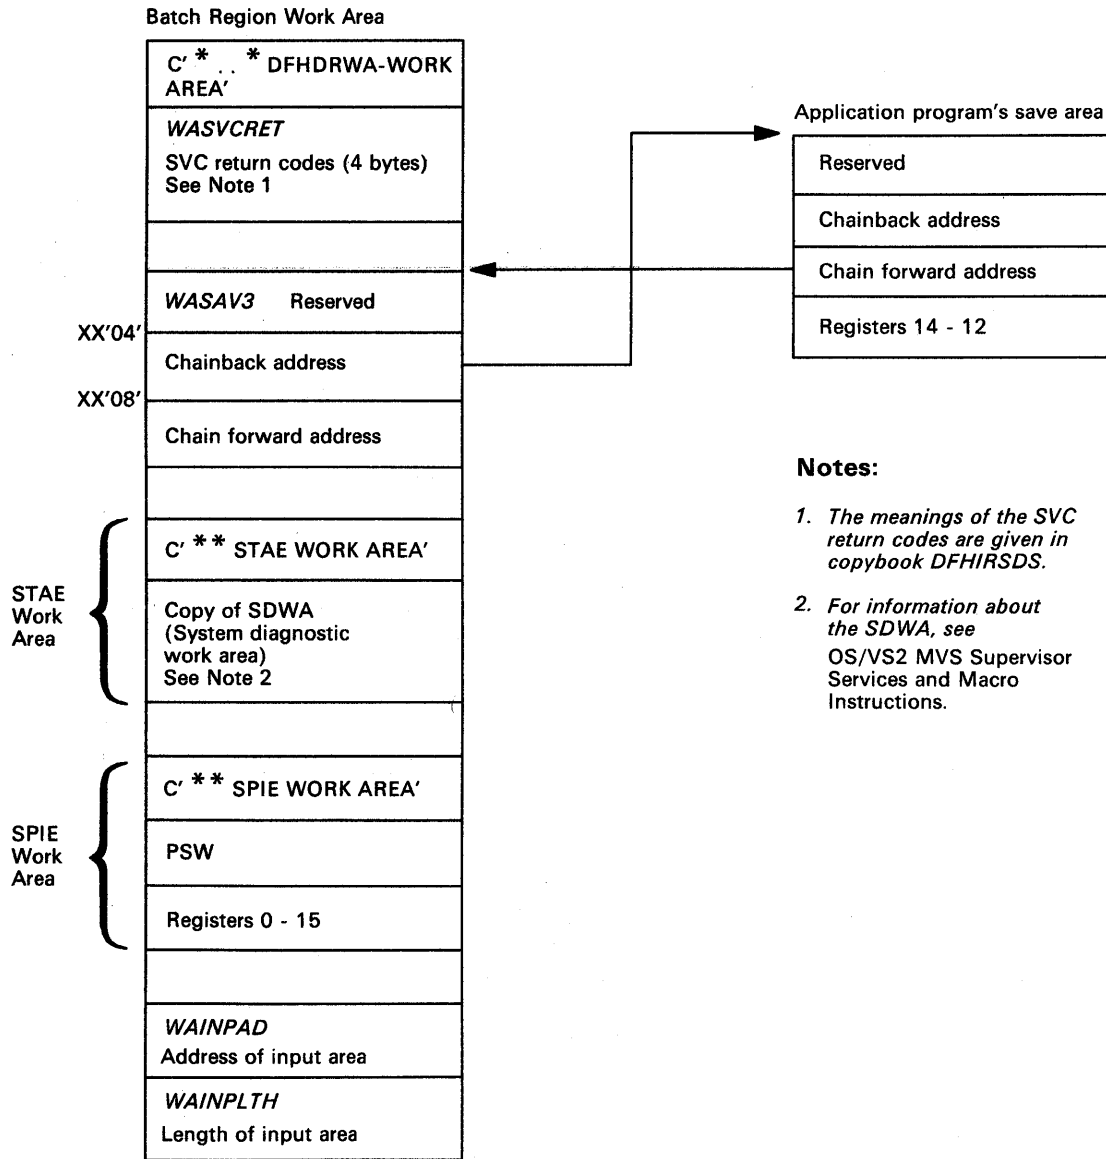 Batch Region Work Area
C' * . . * DFHDRWA-WORK
AREA'
WASVCRET
SVC return codes (4 bytes)
See Note 1
WASAV3 Reserved
XX'04'
Chainback address
XX'08'
Chain forward address
STAE
Work
Area
C' ** STAE WORK AREA'
Copy of SDWA
(System diagnostic
work area)
See Note 2
SPIE
Work
Area
C' ** SPIE WORK AREA'
PSW
Registers 0 - 15
WAINPAD
Address of input area
WAINPLTH
Length of input area
Application program's save area
Reserved
Chainback address
Chain forward address
Registers 14 - 12
Notes:
1. The meanings of the SVC
return codes are given in
copybook DFHIRSDS.
2. For information about
the SDWA, see
OS/VS2 MVS Supervisor
Services and Macro
Instructions.